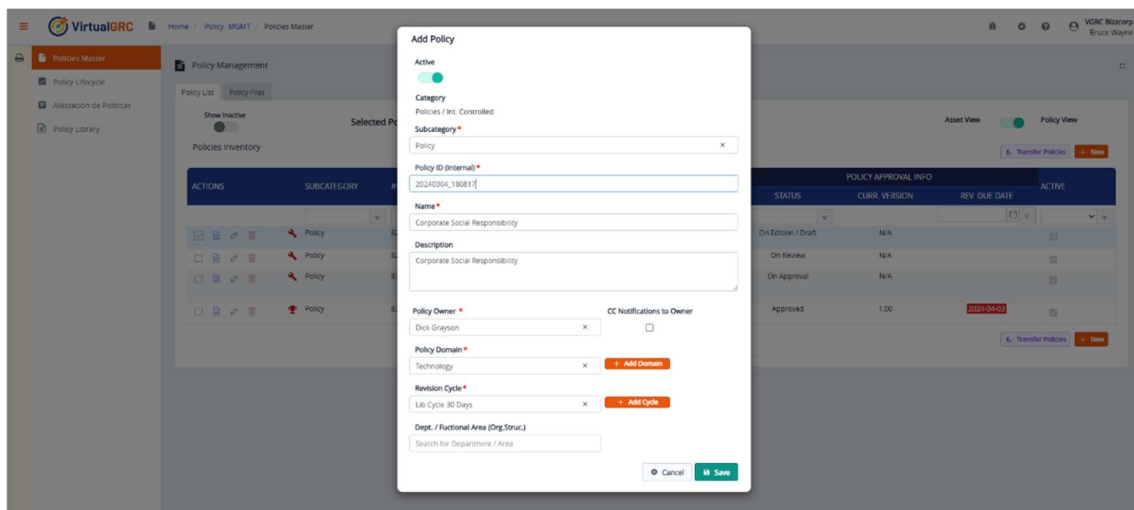 VirtualGRC
Home / Policy MGMT / Policies Master
VGRC Bizzcorp
Bruce Wayne
Policies Master
Policy Lifecycle
Atestación de Políticas
Policy Library
Policy Management
Policy List
Policy Files
Show Inactive
Selected Po
Asset View
Policy View
Policies Inventory
Transfer Policies
+ New
ACTIONS
SUBCATEGORY
POLICY APPROVAL INFO
STATUS
CURR. VERSION
REV. DUE DATE
ACTIVE
Policy
On Edition / Draft
N/A
Policy
On Review
N/A
Policy
On Approval
N/A
Policy
Approved
1.00
2024-04-03
Transfer Policies
+ New
Add Policy
Active
Category
Policies / Int. Controlled
Subcategory*
Policy
Policy ID (Internal) *
20240304_180817
Name*
Corporate Social Responsibility
Description
Corporate Social Responsibility
Policy Owner *
CC Notifications to Owner
Dick Grayson
Policy Domain*
Technology
+ Add Domain
Revision Cycle*
Lib Cycle 30 Days
+ Add Cycle
Dept. / Fuctional Area (Org.Struc.)
Search for Department / Area
Cancel
Save